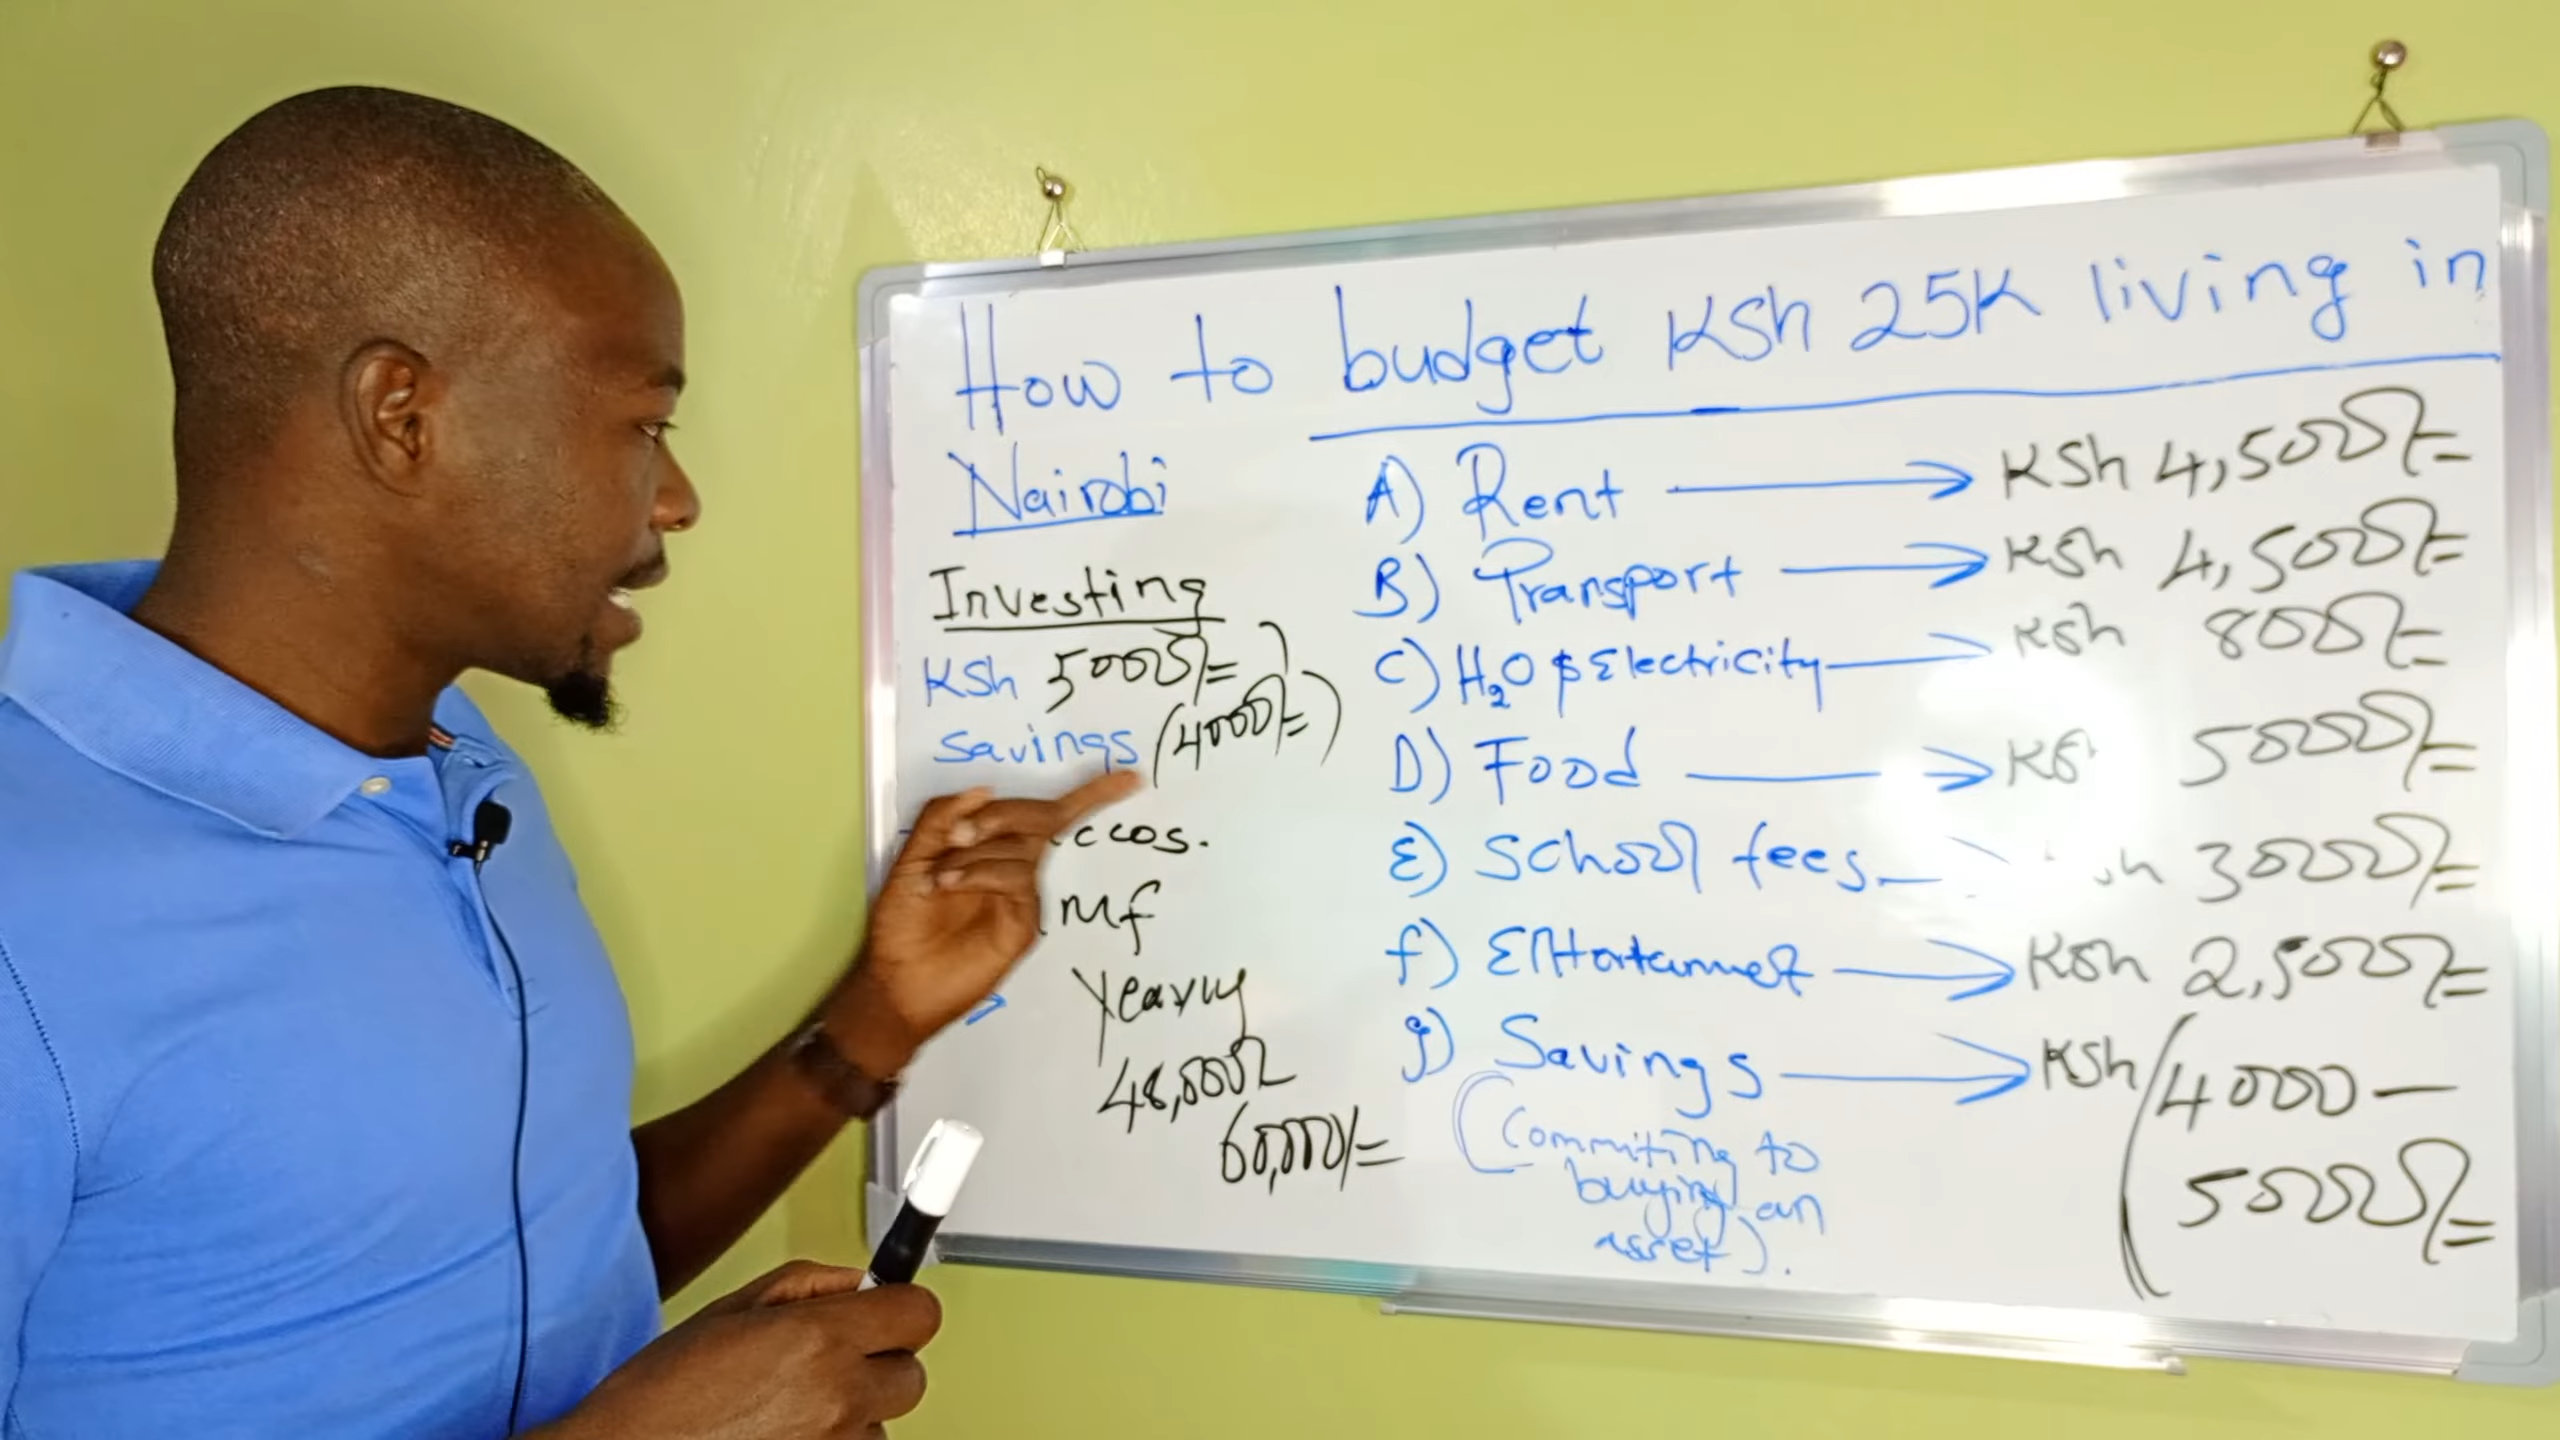 How to budget KSh 25K living in
Nairobi
Investing
KSh 5000/=
Savings (4000/=)
ccos.
Mf
Yearly
48,000
60,000/=
A) Rent → KSh 4,500/=
B) Transport → KSh 4,500/=
C) H₂O & Electricity → KSh 800/=
D) Food → KSh 5000/=
E) School fees → h 3000/=
f) Entertainment → KSh 2,500/=
g) Savings → KSh (4000 —
5000/=
(Commiting to
buying an
asset).